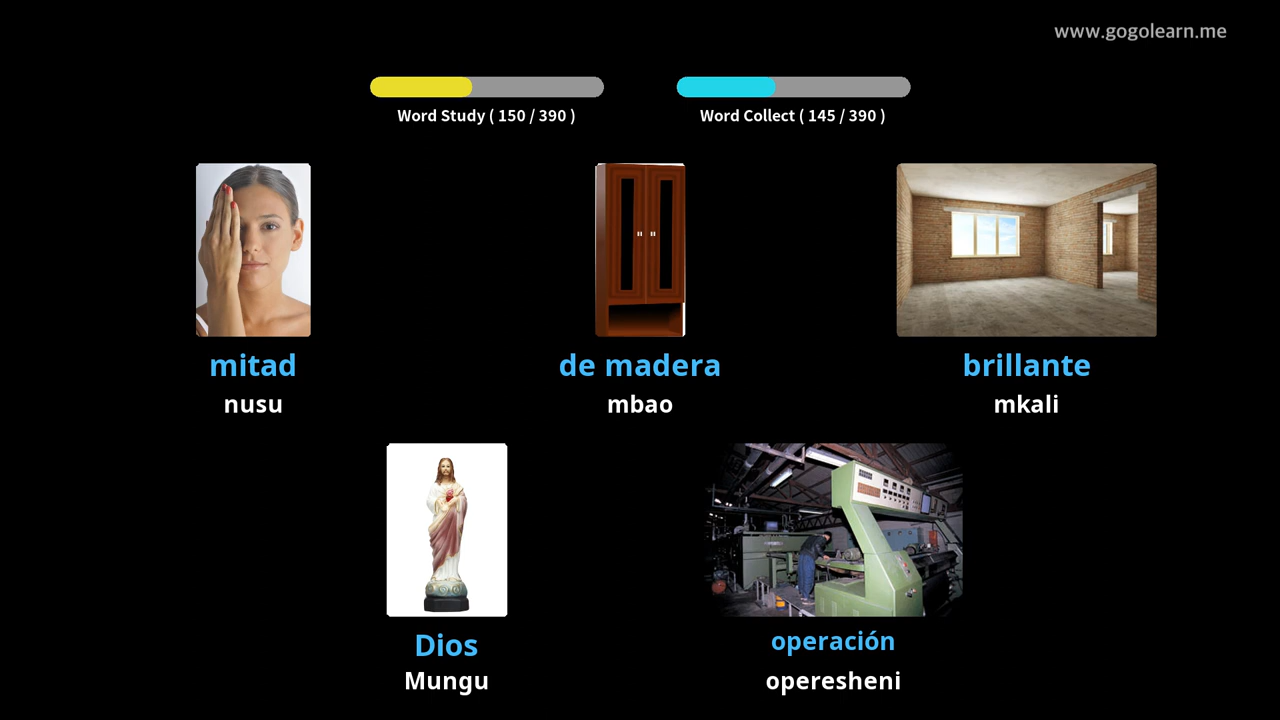 www.gogolearn.me
Word Study ( 150 / 390 )
Word Collect ( 145 / 390 )
mitad
nusu
de madera
mbao
brillante
mkali
Dios
Mungu
operación
operesheni